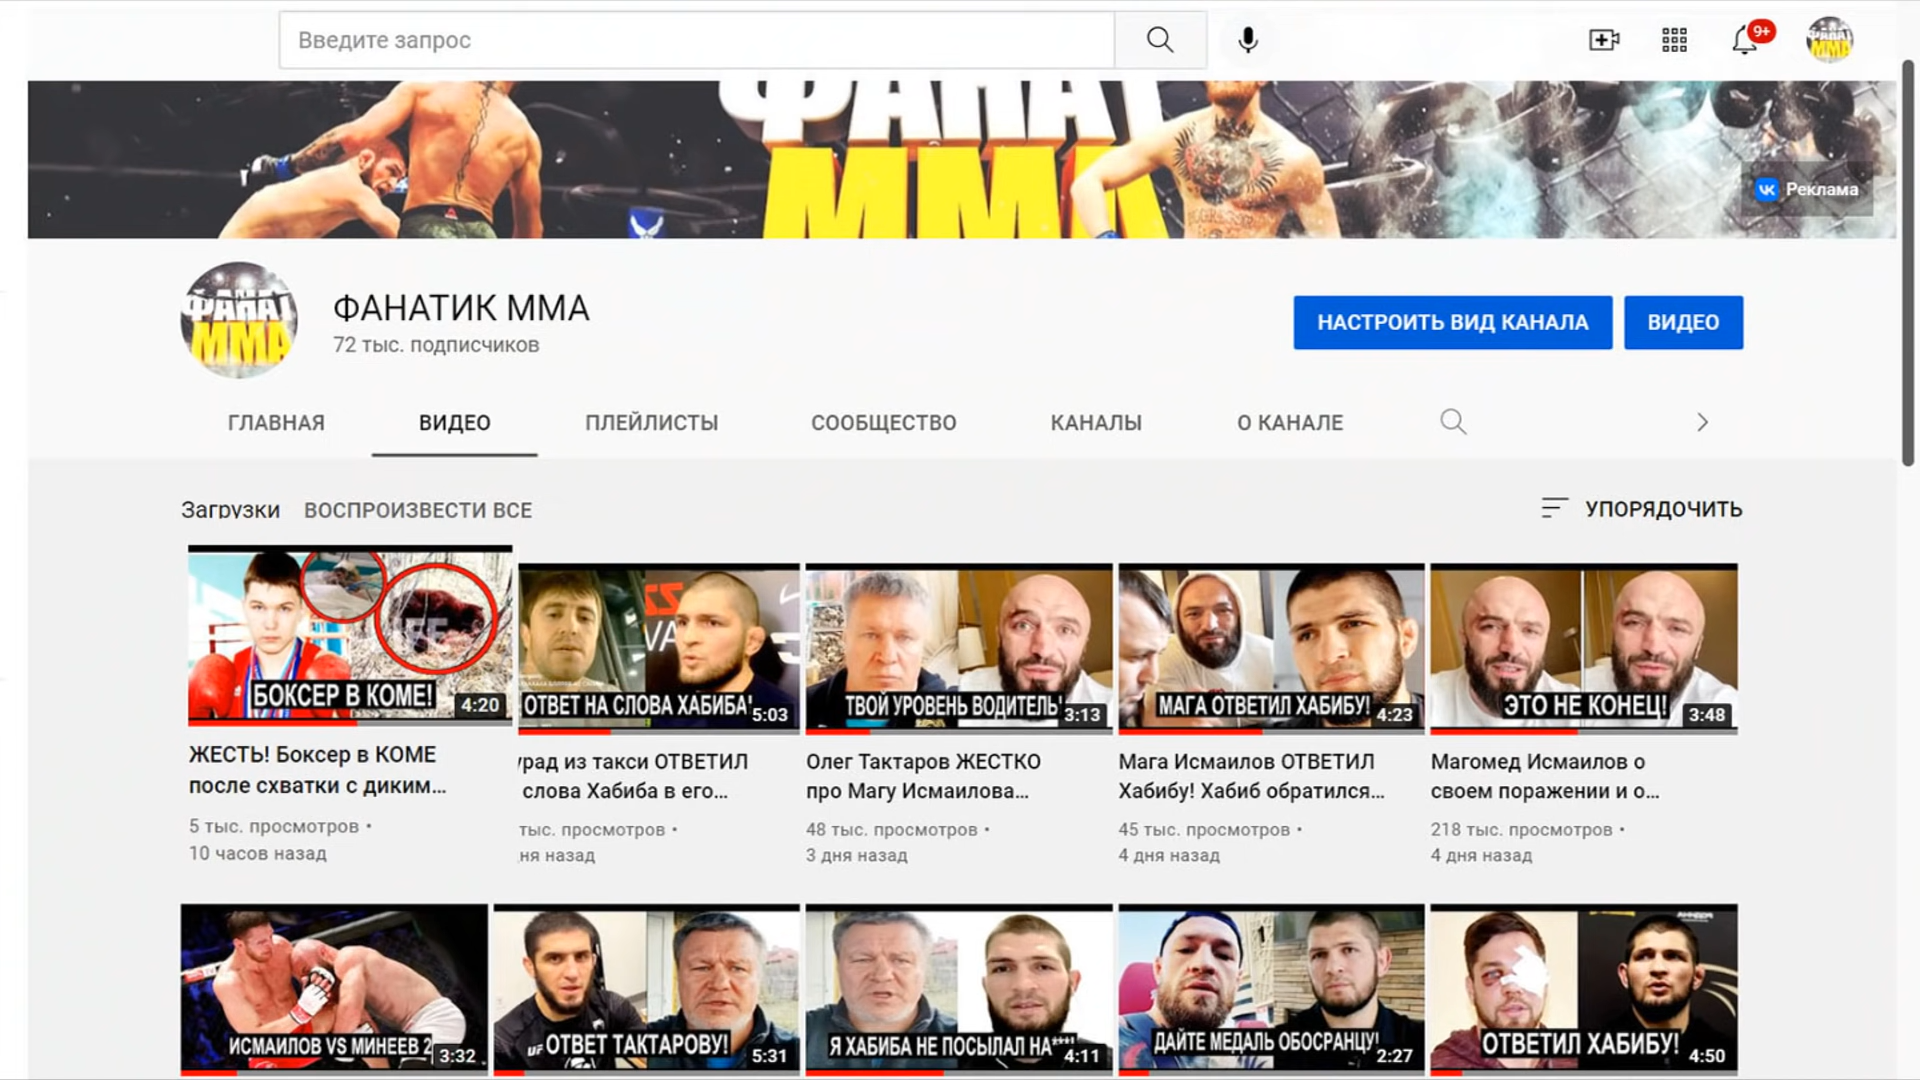 Введите запрос
9+
ФАНАТ
MMA
ФАНАТ
MMA
Реклама
ФАНАТ
MMA
ФАНАТИК ММА
72 тыс. подписчиков
НАСТРОИТЬ ВИД КАНАЛА
ВИДЕО
ГЛАВНАЯ
ВИДЕО
ПЛЕЙЛИСТЫ
СООБЩЕСТВО
КАНАЛЫ
О КАНАЛЕ
Загрузки
ВОСПРОИЗВЕСТИ ВСЕ
УПОРЯДОЧИТЬ
БОКСЕР В КОМЕ!
4:20
ОТВЕТ НА СЛОВА ХАБИБА!
5:03
ТВОЙ УРОВЕНЬ ВОДИТЕЛЬ!
3:13
МАГА ОТВЕТИЛ ХАБИБУ!
4:23
ЭТО НЕ КОНЕЦ!
3:48
ЖЕСТЬ! Боксер в КОМЕ
после схватки с диким...
5 тыс. просмотров •
10 часов назад
урад из такси ОТВЕТИЛ
слова Хабиба в его...
тыс. просмотров •
ня назад
Олег Тактаров ЖЕСТКО
про Магу Исмаилова...
48 тыс. просмотров •
3 дня назад
Мага Исмаилов ОТВЕТИЛ
Хабибу! Хабиб обратился...
45 тыс. просмотров •
4 дня назад
Магомед Исмаилов о
своем поражении и о...
218 тыс. просмотров •
4 дня назад
ИСМАИЛОВ VS МИНЕЕВ 2
3:32
ОТВЕТ ТАКТАРОВУ!
5:31
Я ХАБИБА НЕ ПОСЫЛАЛ НА***!
4:11
ДАЙТЕ МЕДАЛЬ ОБОСРАНЦУ!
2:27
ОТВЕТИЛ ХАБИБУ!
4:50